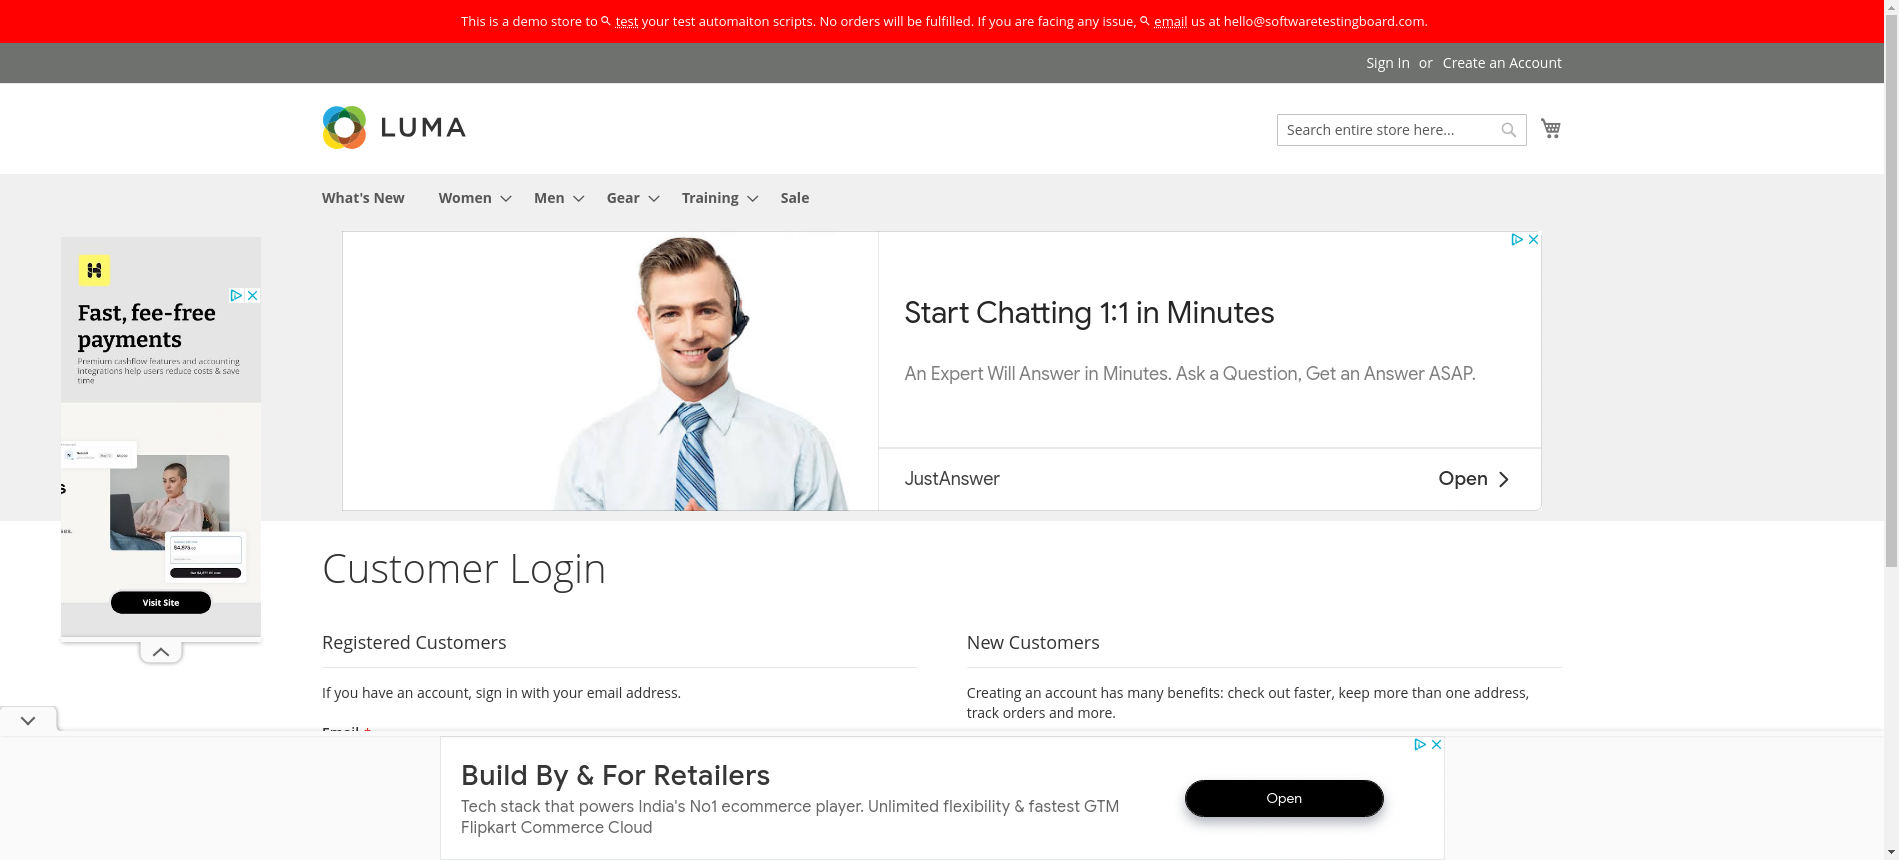 This is a demo store to test your test automaiton scripts. No orders will be fulfilled. If you are facing any issue, email us at hello@softwaretestingboard.com.
Sign In or Create an Account
LUMA
Search entire store here...
What's New Women Men Gear Training Sale
Fast, fee-free
payments
Premium cashflow features and accounting
integrations help users reduce costs & save
time
Visit Site
Start Chatting 1:1 in Minutes
An Expert Will Answer in Minutes. Ask a Question, Get an Answer ASAP.
JustAnswer
Open
Customer Login
Registered Customers
If you have an account, sign in with your email address.
Email *
New Customers
Creating an account has many benefits: check out faster, keep more than one address,
track orders and more.
Build By & For Retailers
Tech stack that powers India's No1 ecommerce player. Unlimited flexibility & fastest GTM
Flipkart Commerce Cloud
Open